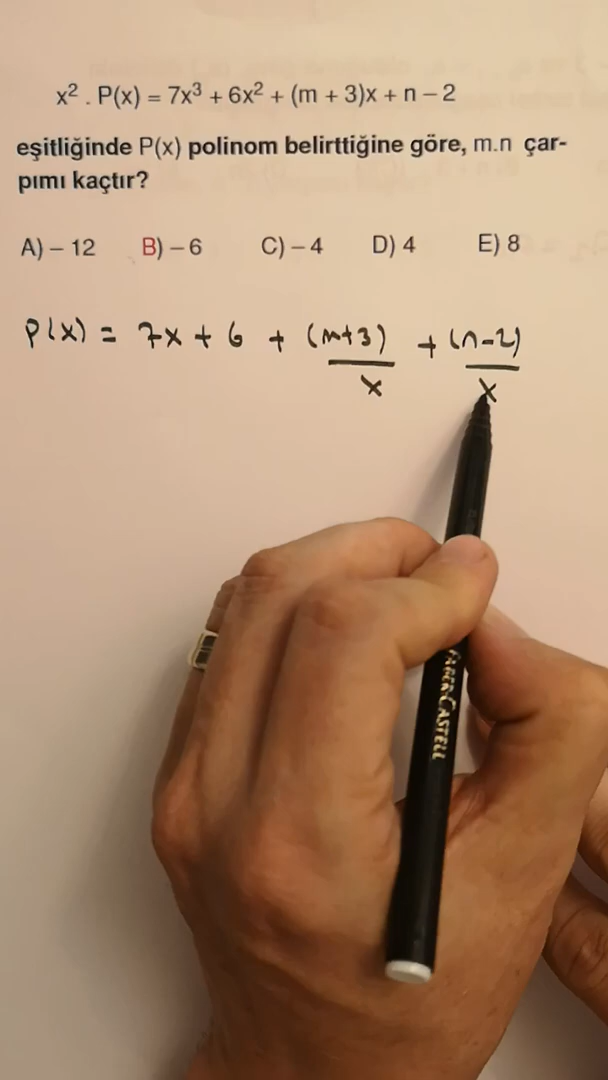 x² . P(x) = 7x³ + 6x² + (m + 3)x + n – 2
eşitliğinde P(x) polinom belirttiğine göre, m.n çar-
pımı kaçtır?
A) – 12 B) – 6 C) – 4 D) 4 E) 8
P(x) = 7x + 6 + (m+3)/x + (n-2)/x
FABER-CASTELL